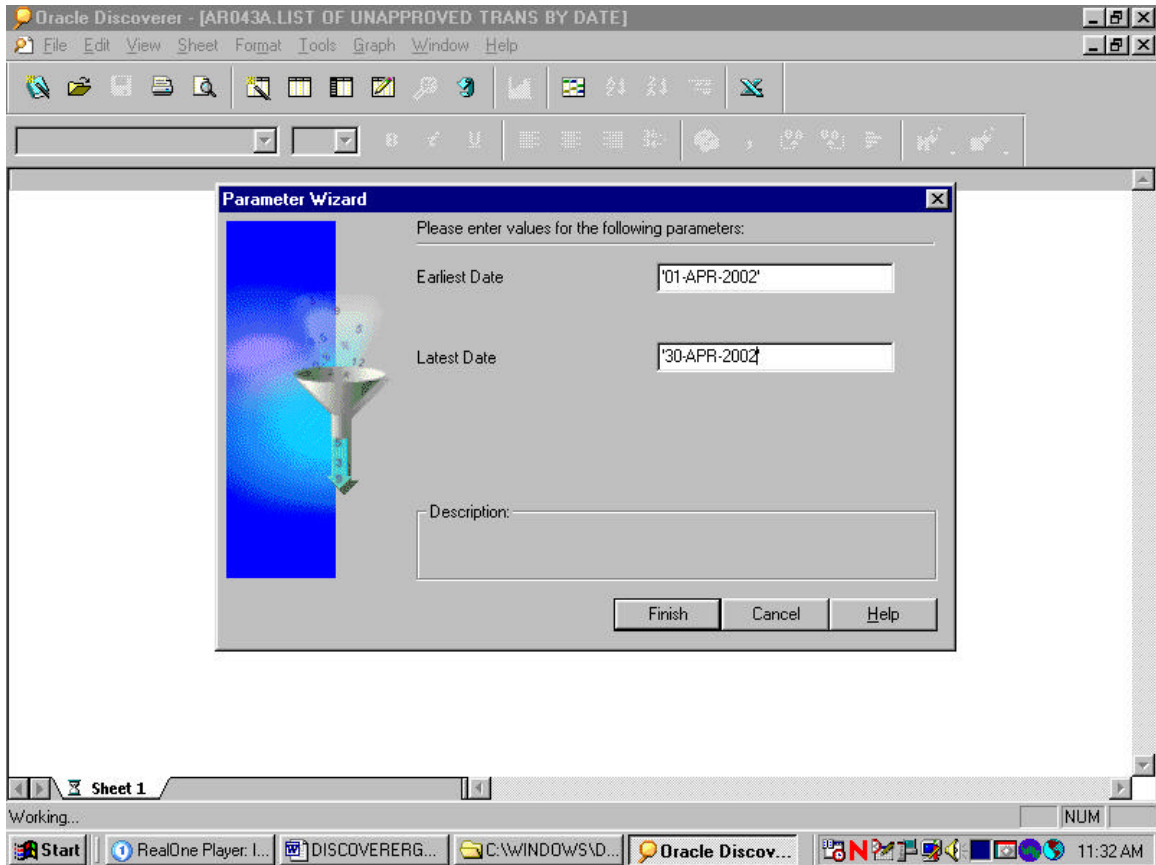 Oracle Discoverer - [AR043A.LIST OF UNAPPROVED TRANS BY DATE]
File Edit View Sheet Format Tools Graph Window Help
B I U
Parameter Wizard
Please enter values for the following parameters:
Earliest Date
'01-APR-2002'
Latest Date
'30-APR-2002'
Description:
Finish Cancel Help
Sheet 1
Working...
NUM
Start RealOne Player: I... DISCOVERERG... C:\WINDOWS\D... Oracle Discov... 11:32 AM